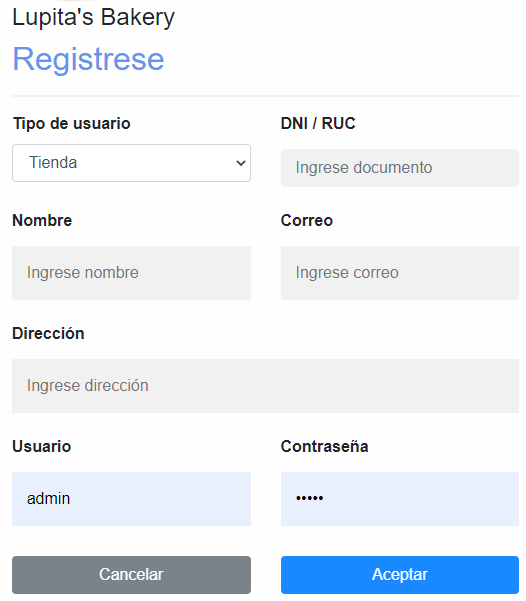 Lupita's Bakery
Registrese
Tipo de usuario
DNI / RUC
Tienda
Ingrese documento
Nombre
Correo
Ingrese nombre
Ingrese correo
Dirección
Ingrese dirección
Usuario
Contraseña
admin
•••••
Cancelar
Aceptar